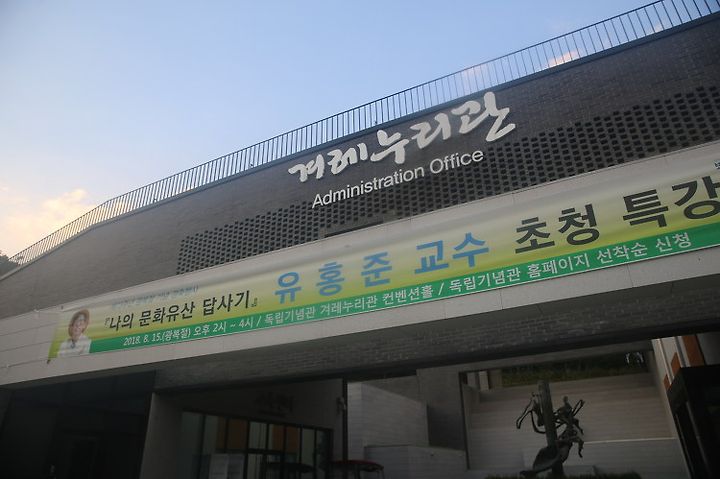 겨레누리관
Administration Office
『나의 문화유산 답사기』 유홍준 교수 초청 특강
2018. 8. 15.(광복절) 오후 2시 ~ 4시 / 독립기념관 겨레누리관 컨벤션홀 / 독립기념관 홈페이지 선착순 신청